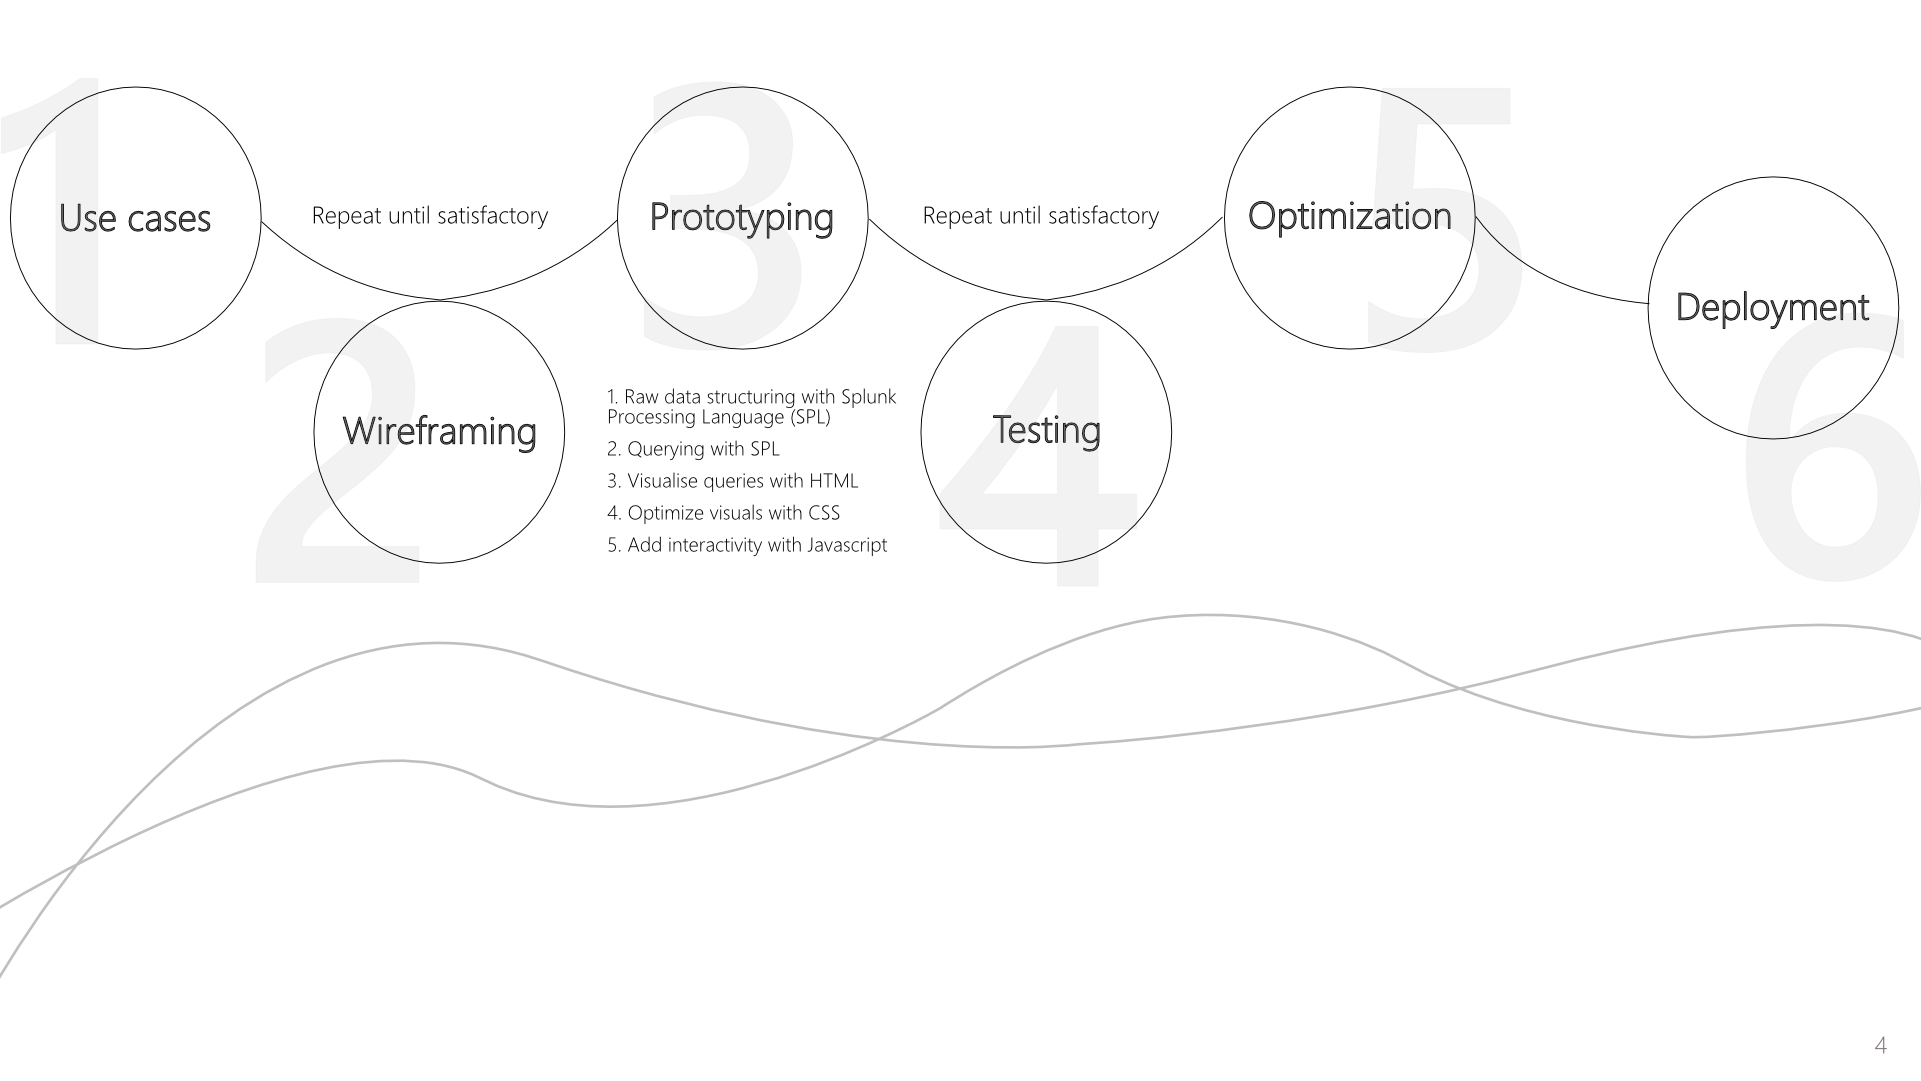 1
Use cases
Repeat until satisfactory
2
Wireframing
3
Prototyping
1. Raw data structuring with Splunk
Processing Language (SPL)
2. Querying with SPL
3. Visualise queries with HTML
4. Optimize visuals with CSS
5. Add interactivity with Javascript
Repeat until satisfactory
4
Testing
5
Optimization
6
Deployment
4